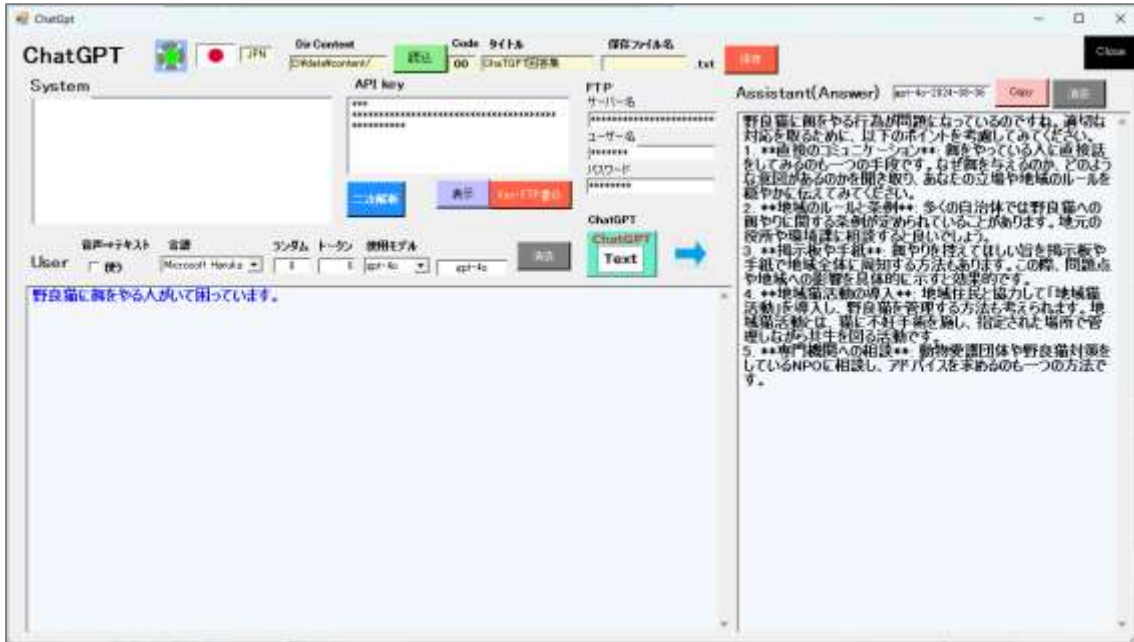 ChatGpt
ChatGPT
JPN
Dir Content
D:¥data¥content/
読込
Code
00
タイトル
ChaTGPT回答集
保存ファイル名
.txt
保存
Close
System
API key
***
二次解析
表示
Key-FTP書込
FTP
サーバー名
ユーザー名
パスワード
ChatGPT
ChatGPT
Text
Assistant(Answer)
gpt-4o-2024-08-06
Copy
消去
User
音声⇒テキスト
言語
Microsoft Haruka
ランダム
トークン
使用モデル
gpt-4o
gpt-4o
消去
野良猫に餌をやる人がいて困っています。
野良猫に餌をやる行為が問題になっているのですね。適切な
対応を取るために、以下のポイントを考慮してみてください。
1. **直接のコミュニケーション**: 餌をやっている人に直接話
をしてみるのも一つの手段です。なぜ餌を与えるのか、どのよう
な意図があるのかを聞き取り、あなたの立場や地域のルールを
穏やかに伝えてみてください。
2. **地域のルールと条例**: 多くの自治体では野良猫への
餌やりに関する条例が定められていることがあります。地元の
役所や環境課に相談すると良いでしょう。
3. **掲示板や手紙**: 餌やりを控えてほしい旨を掲示板や
手紙で地域全体に周知する方法もあります。この際、問題点
や地域への影響を具体的に示すと効果的です。
4. **地域猫活動の導入**: 地域住民と協力して「地域猫
活動」を導入し、野良猫を管理する方法も考えられます。地
域猫活動とは、猫に不妊手術を施し、指定された場所で管
理しながら共生を図る活動です。
5. **専門機関への相談**: 動物愛護団体や野良猫対策を
しているNPOに相談し、アドバイスを求めるのも一つの方法で
す。